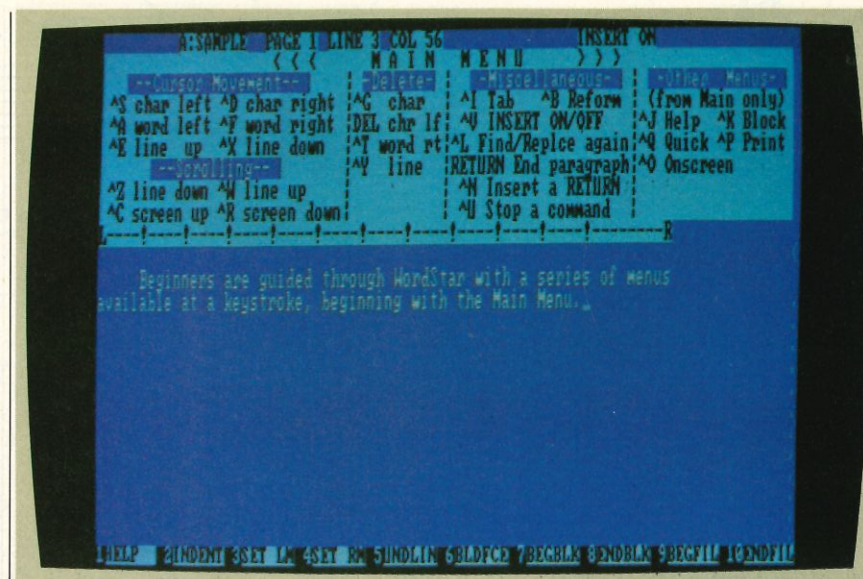 A:SAMPLE PAGE 1 LINE 3 COL 56 INSERT ON
< < < M A I N M E N U > > >
--Cursor Movement-- -Delete- -Miscellaneous- -Other Menus-
^S char left ^D char right ^G char ^I Tab ^B Reform (from Main only)
^A word left ^F word right DEL chr lf ^V INSERT ON/OFF ^J Help ^K Block
^E line up ^X line down ^T word rt ^L Find/Replce again ^Q Quick ^P Print
--Scrolling-- ^Y line RETURN End paragraph ^O Onscreen
^Z line down ^W line up ^N Insert a RETURN
^C screen up ^R screen down ^U Stop a command
L----!----!----!----!----!----!----!----!----!----!----!--------R
Beginners are guided through WordStar with a series of menus
available at a keystroke, beginning with the Main Menu._
1HELP 2INDENT 3SET LM 4SET RM 5UNDLIN 6BLDFCE 7BEGBLK 8ENDBLK 9BEGFIL 10ENDFIL